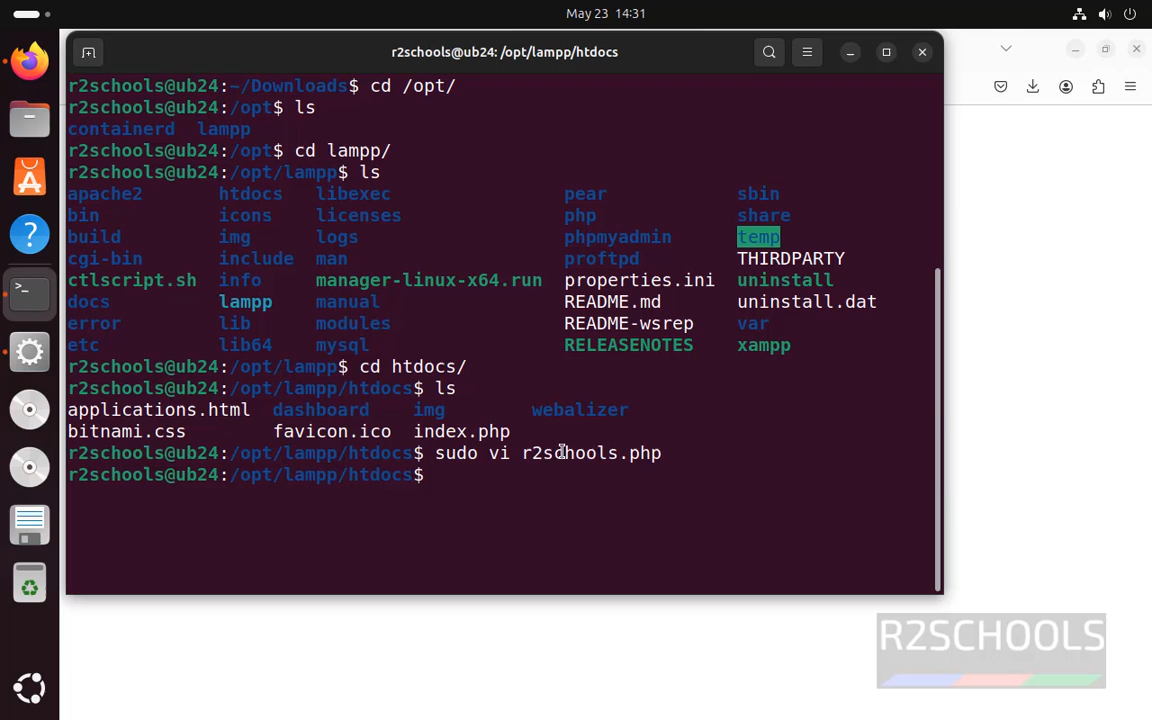 May 23 14:31
r2schools@ub24: /opt/lampp/htdocs
r2schools@ub24:~/Downloads$ cd /opt/
r2schools@ub24:/opt$ ls
containerd lampp
r2schools@ub24:/opt$ cd lampp/
r2schools@ub24:/opt/lampp$ ls
apache2 htdocs libexec pear sbin
bin icons licenses php share
build img logs phpmyadmin temp
cgi-bin include man proftpd THIRDPARTY
ctlscript.sh info manager-linux-x64.run properties.ini uninstall
docs lampp manual README.md uninstall.dat
error lib modules README-wsrep var
etc lib64 mysql RELEASENOTES xampp
r2schools@ub24:/opt/lampp$ cd htdocs/
r2schools@ub24:/opt/lampp/htdocs$ ls
applications.html dashboard img webalizer
bitnami.css favicon.ico index.php
r2schools@ub24:/opt/lampp/htdocs$ sudo vi r2schools.php
r2schools@ub24:/opt/lampp/htdocs$
R2SCHOOLS